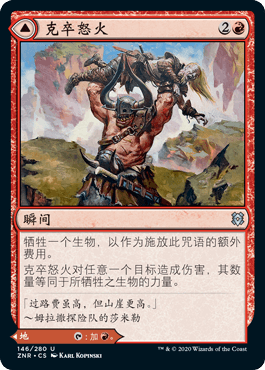 克卒怒火 2
瞬间
牺牲一个生物，以作为施放此咒语的额外
费用。
克卒怒火对任意一个目标造成伤害，其数
量等同于所牺牲之生物的力量。
「过路费虽高，但山崖更高。」
～姆拉撒探险队的莎米勒
地 ：加。
146/280 U
ZNR • CS KARL KOPINSKI
™ & © 2020 Wizards of the Coast